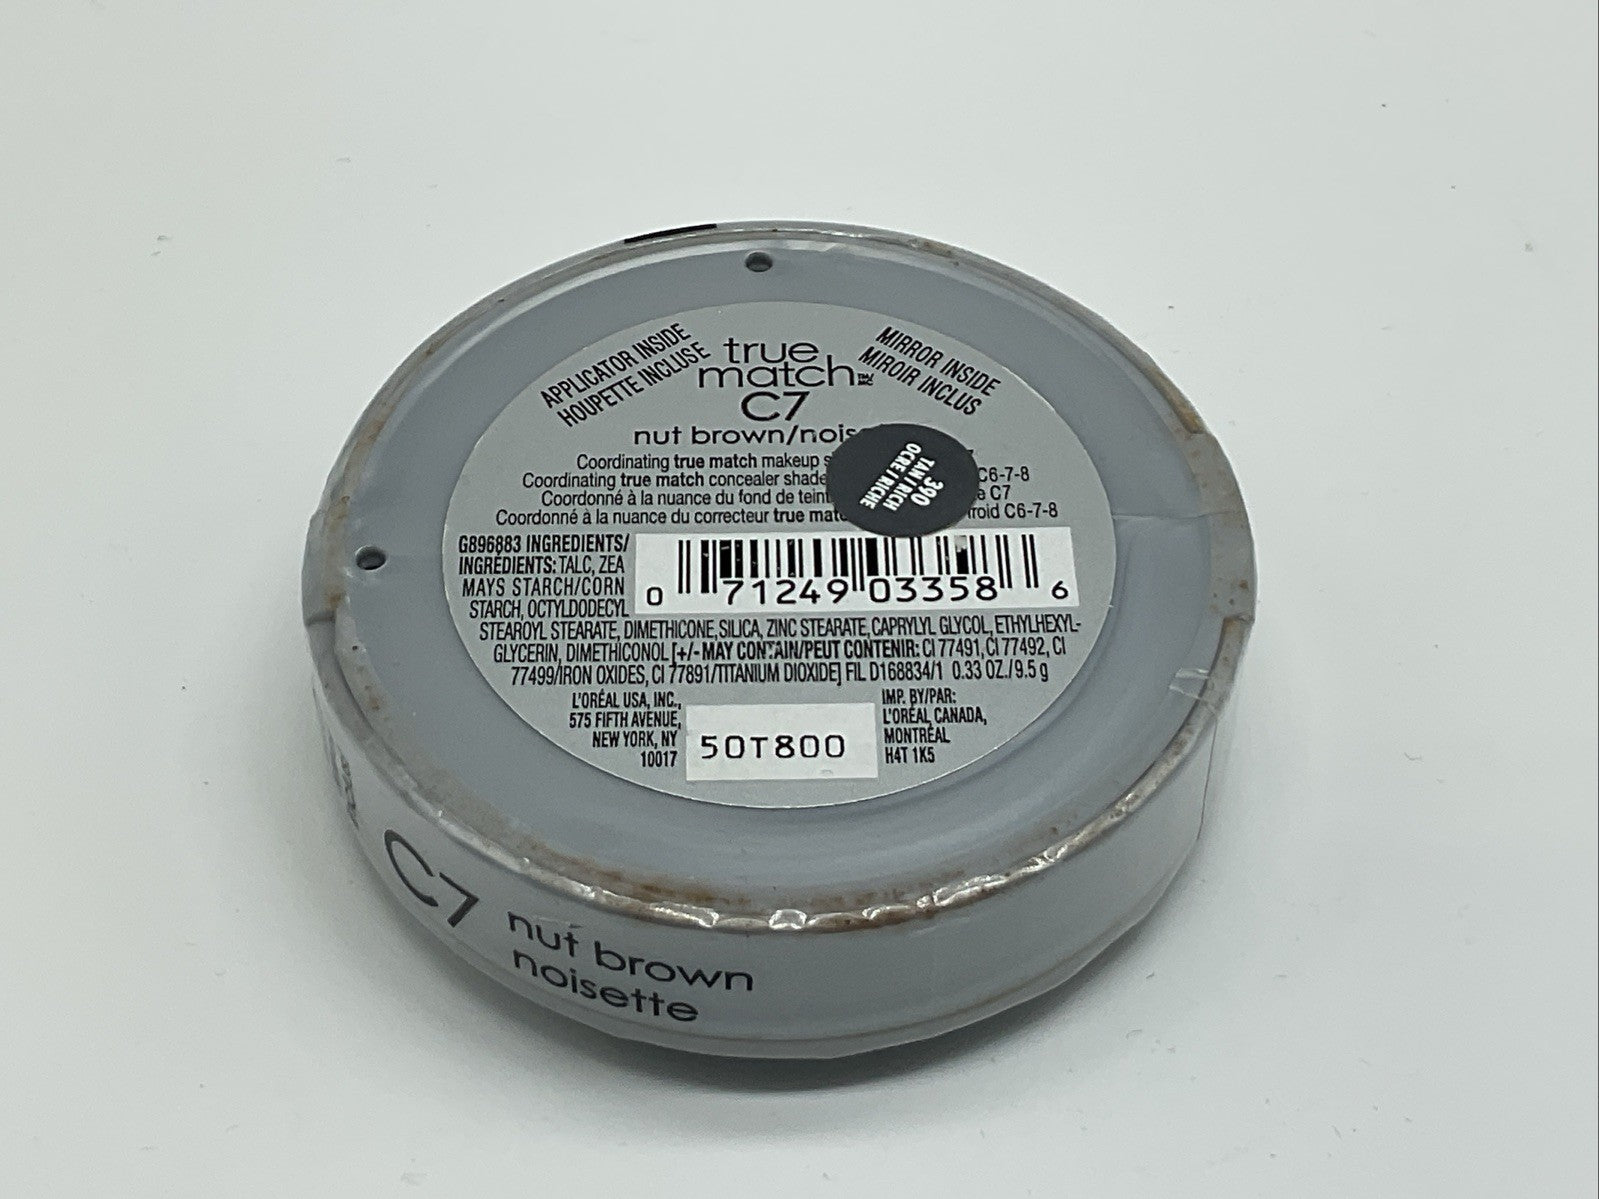 APPLICATOR INSIDE
HOUPETTE INCLUSE
true
match™/MC
C7
MIRROR INSIDE
MIROIR INCLUS
nut brown/nois
Coordinating true match makeup s
Coordinating true match concealer shade C6-7-8
Coordonné à la nuance du fond de teint C7
Coordonné à la nuance du correcteur true mat froid C6-7-8
390
TAN / RICH
OCRE / RICHE
G896883 INGREDIENTS/
INGRÉDIENTS: TALC, ZEA
MAYS STARCH/CORN
STARCH, OCTYLDODECYL
STEAROYL STEARATE, DIMETHICONE, SILICA, ZINC STEARATE, CAPRYLYL GLYCOL, ETHYLHEXYL-
GLYCERIN, DIMETHICONOL [+/- MAY CONTAIN/PEUT CONTENIR: CI 77491, CI 77492, CI
77499/IRON OXIDES, CI 77891/TITANIUM DIOXIDE] FIL D168834/1 0.33 OZ./9.5 g
0 71249 03358 6
L'ORÉAL USA, INC.,
575 FIFTH AVENUE,
NEW YORK, NY
10017
50T800
IMP. BY/PAR:
L'ORÉAL CANADA,
MONTRÉAL
H4T 1K5
C7
nut brown
noisette